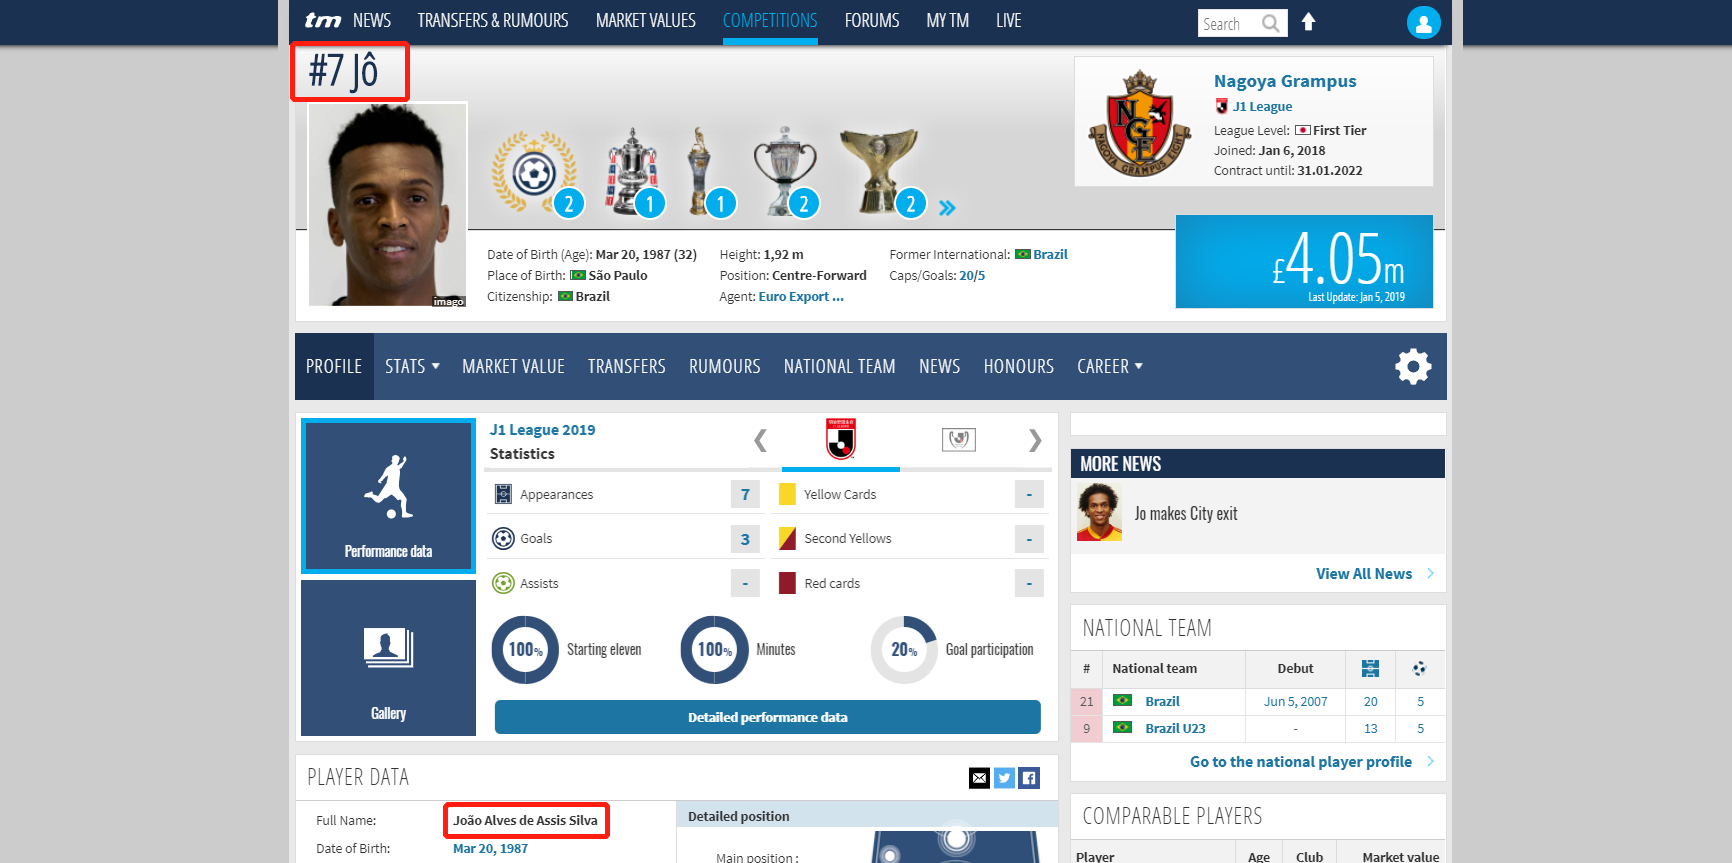 tm NEWS TRANSFERS & RUMOURS MARKET VALUES COMPETITIONS FORUMS MY TM LIVE Search
#7 Jô
imago
2 1 1 2 2
Date of Birth (Age): Mar 20, 1987 (32)
Place of Birth: São Paulo
Citizenship: Brazil
Height: 1,92 m
Position: Centre-Forward
Agent: Euro Export ...
Former International: Brazil
Caps/Goals: 20/5
Nagoya Grampus
J1 League
League Level: First Tier
Joined: Jan 6, 2018
Contract until: 31.01.2022
NGE
NAGOYA GRAMPUS EIGHT
£4.05m
Last Update: Jan 5, 2019
PROFILE STATS MARKET VALUE TRANSFERS RUMOURS NATIONAL TEAM NEWS HONOURS CAREER
Performance data
Gallery
J1 League 2019
Statistics
Appearances 7 Yellow Cards -
Goals 3 Second Yellows -
Assists - Red cards -
100% Starting eleven 100% Minutes 20% Goal participation
Detailed performance data
PLAYER DATA
Full Name: João Alves de Assis Silva
Date of Birth: Mar 20, 1987
Detailed position
Main position :
MORE NEWS
Jo makes City exit
View All News
NATIONAL TEAM
# National team Debut
21 Brazil Jun 5, 2007 20 5
9 Brazil U23 - 13 5
Go to the national player profile
COMPARABLE PLAYERS
Player Age Club Market value